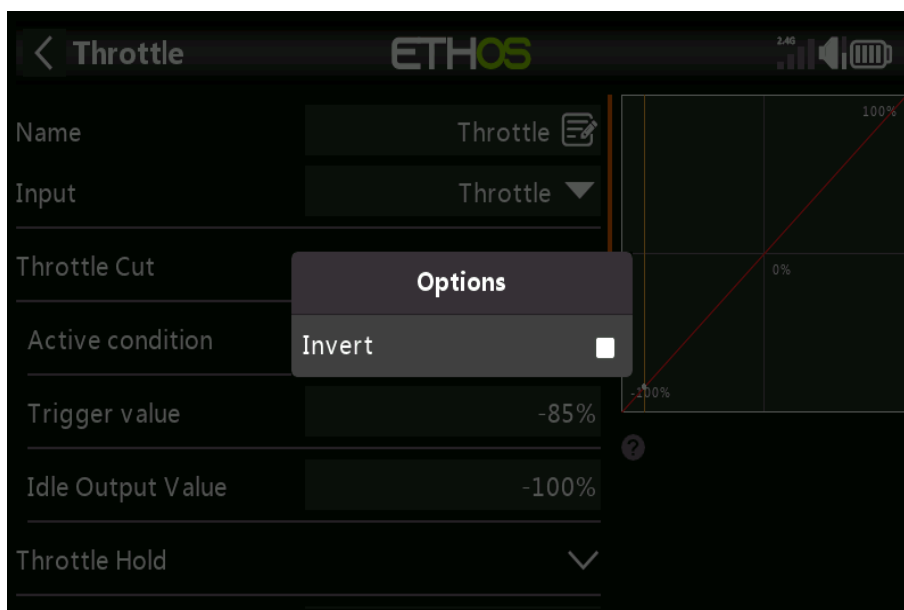 Throttle
ETHOS
2.4G
Name
Throttle
Input
Throttle
Throttle Cut
Active condition
Trigger value
-85%
Idle Output Value
-100%
Throttle Hold
Options
Invert
100%
0%
-100%
?